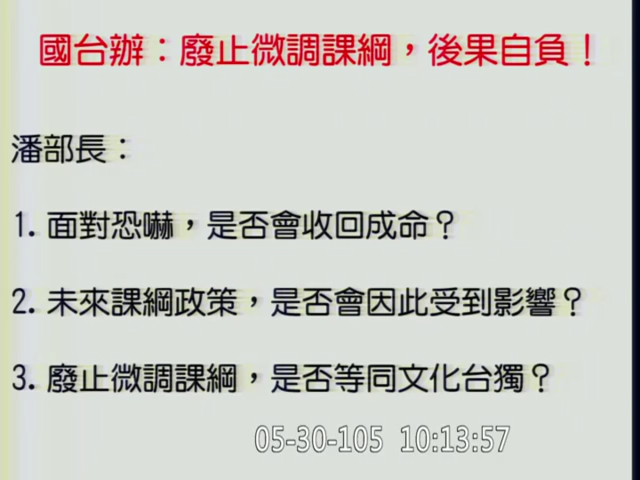 國台辦：廢止微調課綱，後果自負！
潘部長：
1. 面對恐嚇，是否會收回成命？
2. 未來課綱政策，是否會因此受到影響？
3. 廢止微調課綱，是否等同文化台獨？
05-30-105 10:13:57